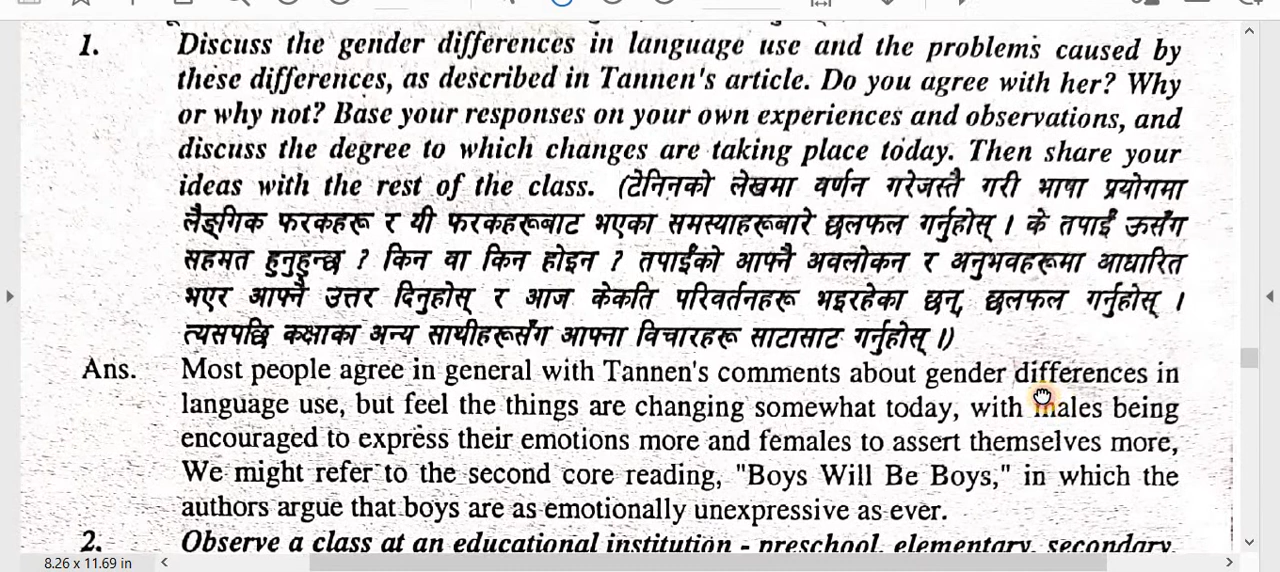 1. Discuss the gender differences in language use and the problems caused by
these differences, as described in Tannen's article. Do you agree with her? Why
or why not? Base your responses on your own experiences and observations, and
discuss the degree to which changes are taking place today. Then share your
ideas with the rest of the class. (टेनिनको लेखमा वर्णन गरेजस्तै गरी भाषा प्रयोगमा
लैङ्गिक फरकहरू र यी फरकहरूबाट भएका समस्याहरूबारे छलफल गर्नुहोस् । के तपाईं ऊसँग
सहमत हुनुहुन्छ ? किन वा किन होइन ? तपाईंको आफ्नै अवलोकन र अनुभवहरूमा आधारित
भएर आफ्नै उत्तर दिनुहोस् र आज केकति परिवर्तनहरू भइरहेका छन्, छलफल गर्नुहोस् ।
त्यसपछि कक्षाका अन्य साथीहरूसँग आफ्ना विचारहरू साटासाट गर्नुहोस् ।)
Ans. Most people agree in general with Tannen's comments about gender differences in
language use, but feel the things are changing somewhat today, with males being
encouraged to express their emotions more and females to assert themselves more,
We might refer to the second core reading, "Boys Will Be Boys," in which the
authors argue that boys are as emotionally unexpressive as ever.
2. Observe a class at an educational institution - preschool, elementary, secondary,
8.26 x 11.69 in